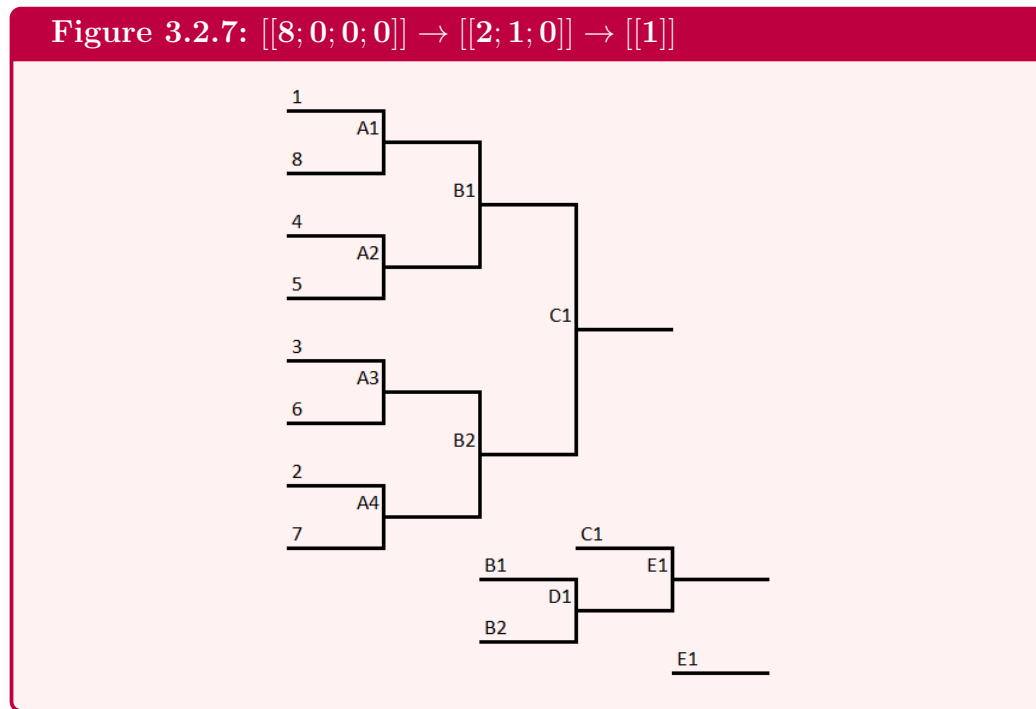 Figure 3.2.7: [[8; 0; 0; 0]] → [[2; 1; 0]] → [[1]]
1
A1
8
B1
4
A2
5
C1
3
A3
6
B2
2
A4
7
C1
B1
E1
D1
B2
E1